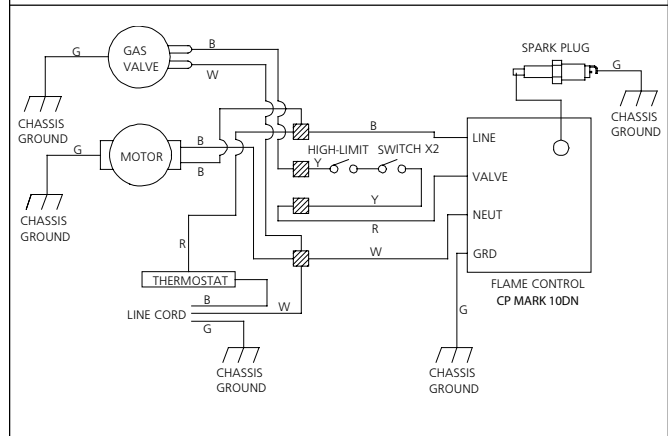 GAS
VALVE
B
W
G
SPARK PLUG
G
CHASSIS
GROUND
CHASSIS
GROUND
G
MOTOR
B
B
B
LINE
HIGH-LIMIT SWITCH X2
Y
VALVE
Y
R
CHASSIS
GROUND
NEUT
R
W
GRD
THERMOSTAT
FLAME CONTROL
CP MARK 10DN
B
W
LINE CORD
G
G
CHASSIS
GROUND
CHASSIS
GROUND